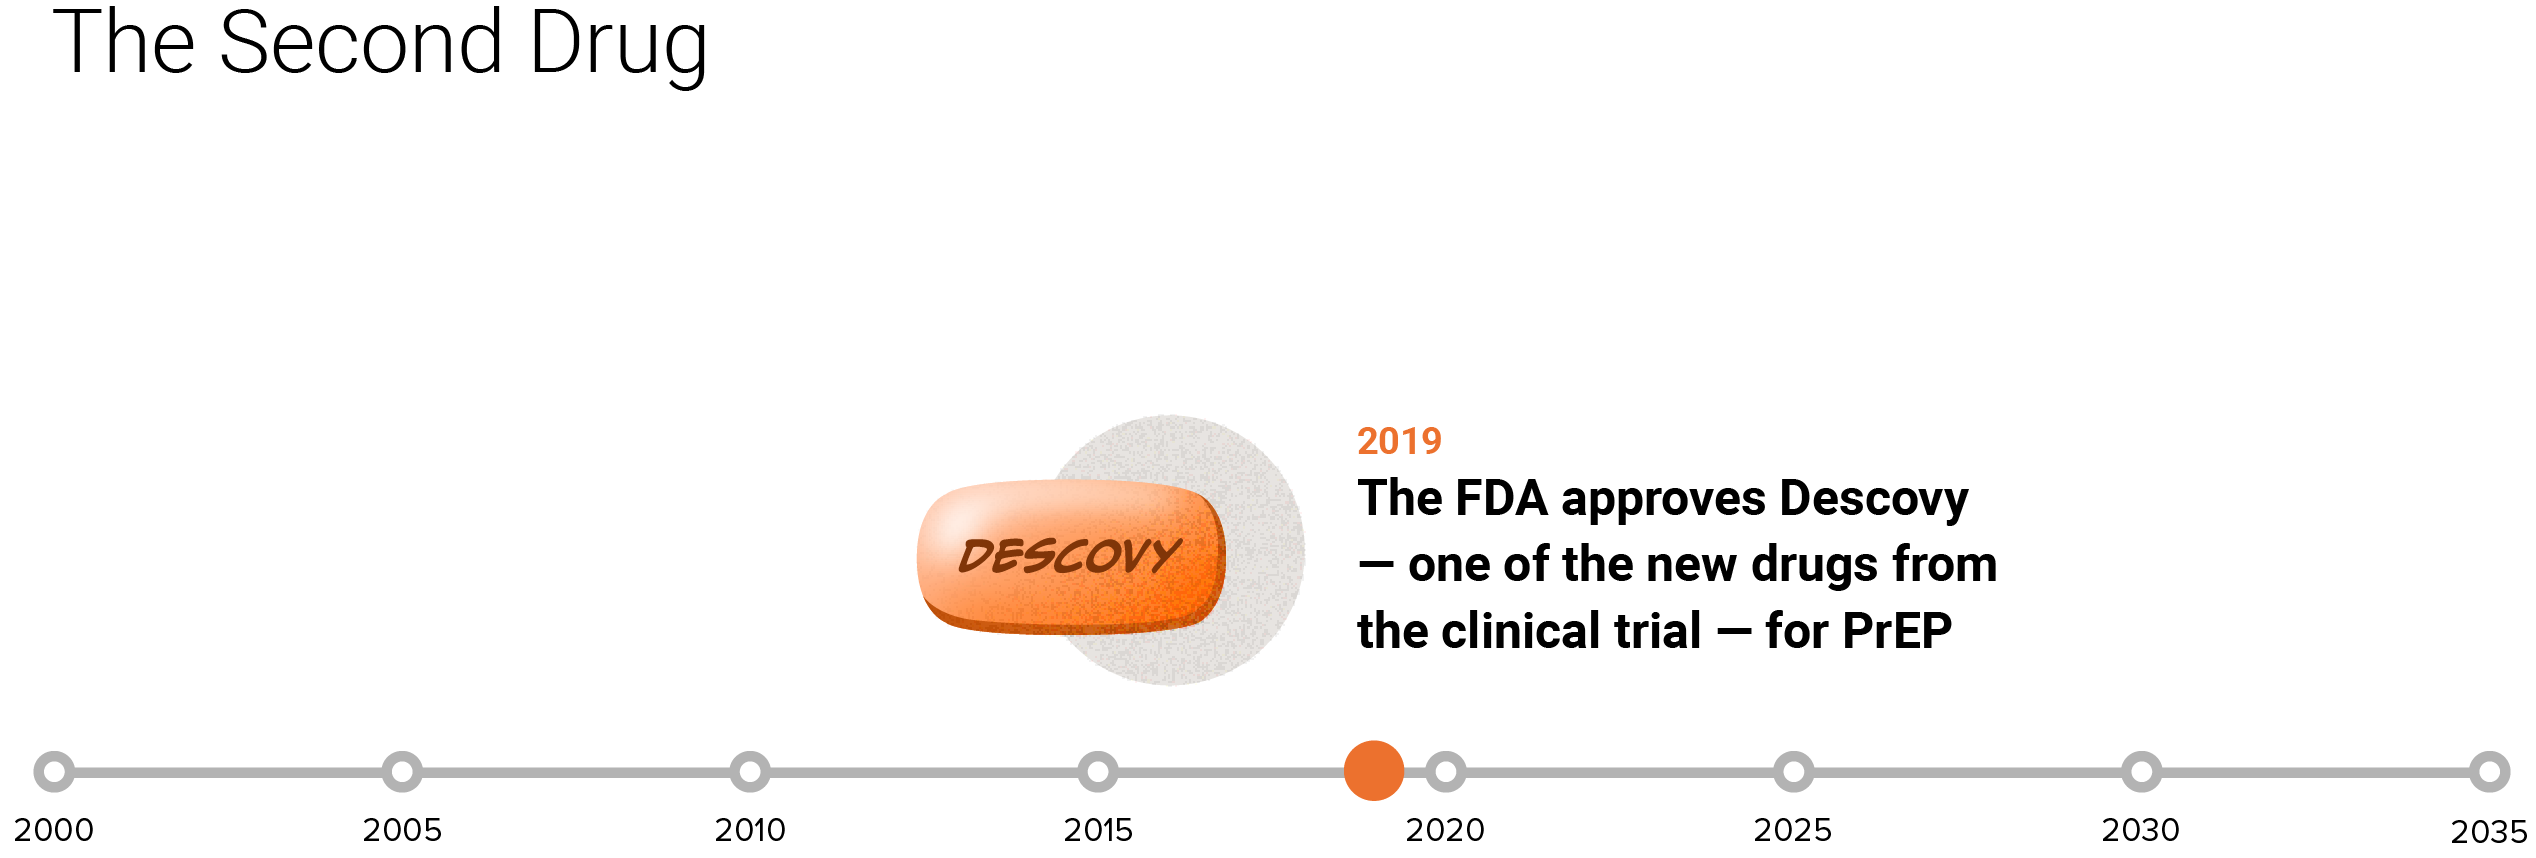 The Second Drug
DESCOVY
2019
The FDA approves Descovy
— one of the new drugs from
the clinical trial — for PrEP
2000 2005 2010 2015 2020 2025 2030 2035